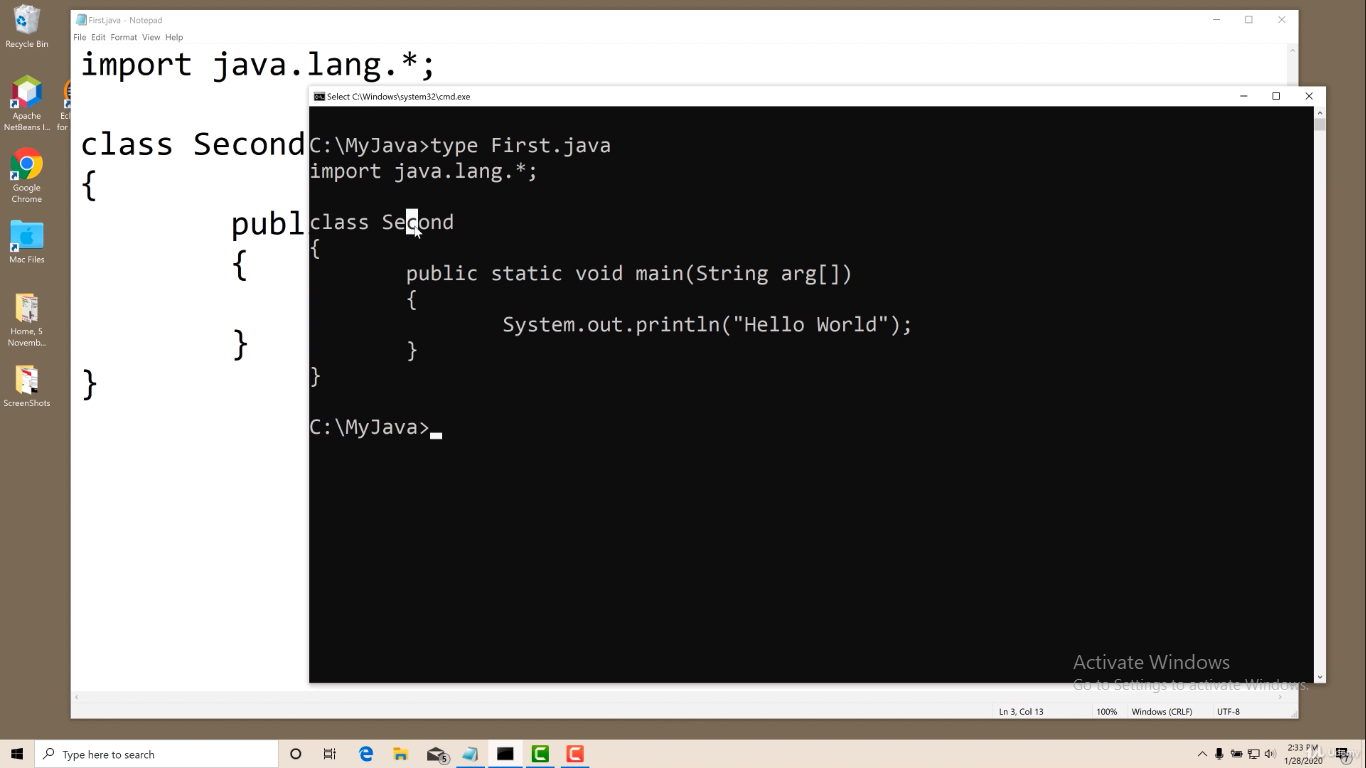 Recycle Bin
Apache
NetBeans I...
Google
Chrome
Mac Files
Home, 5
Novemb...
ScreenShots
First.java - Notepad
File Edit Format View Help
import java.lang.*;
class Second
{
publ
{
}
}
Select C:\Windows\system32\cmd.exe
C:\MyJava>type First.java
import java.lang.*;
class Second
{
public static void main(String arg[])
{
System.out.println("Hello World");
}
}
C:\MyJava>
Activate Windows
Go to Settings to activate Windows.
Ln 3, Col 13
100%
Windows (CRLF)
UTF-8
Type here to search
5
2:33 PM
1/28/2020
7